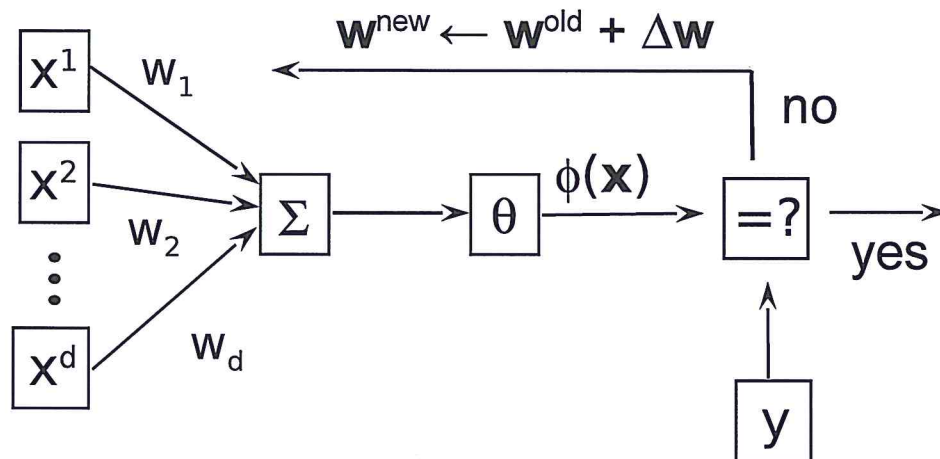 w^new ← w^old + Δw
x^1
w_1
no
x^2
w_2
Σ
θ
ϕ(x)
=?
yes
x^d
w_d
y